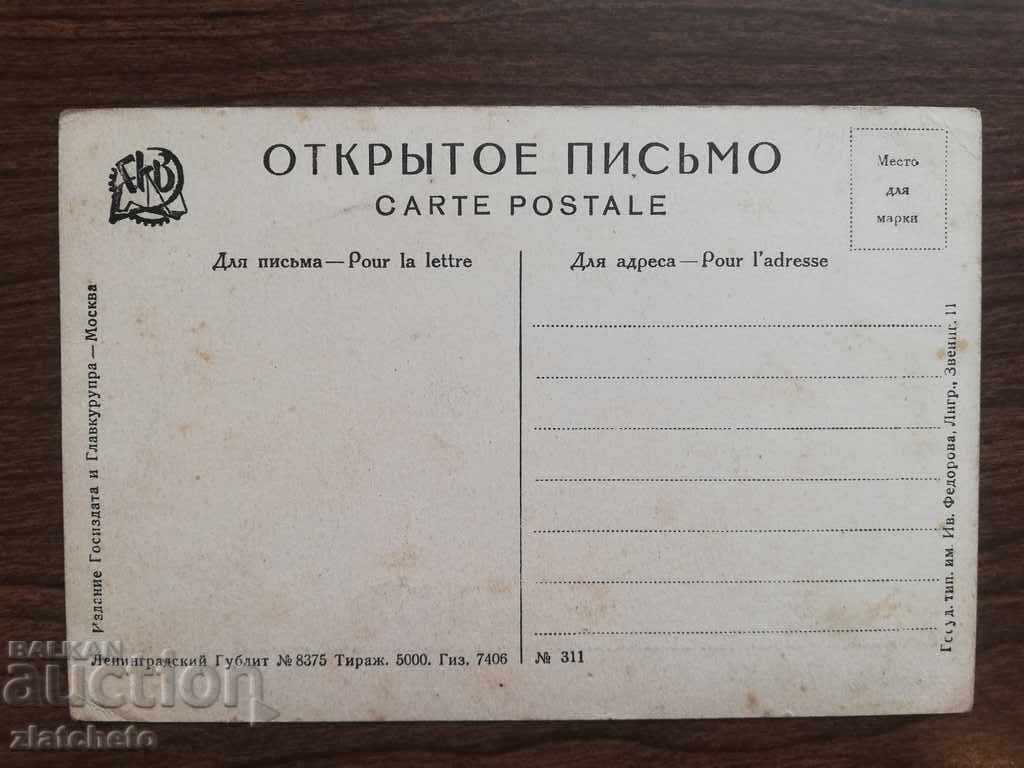 ОТКРЫТОЕ ПИСЬМО
CARTE POSTALE
Место
для
марки
Для письма — Pour la lettre
Для адреса — Pour l'adresse
Издание Госиздата и Главкурупра — Москва
Госуд. тип. им. Ив. Федорова, Лнгр., Звениг. 11
Ленинградский Гублит № 8375 Тираж. 5000. Гиз. 7406
№ 311
BALKAN
auction
zlatcheto